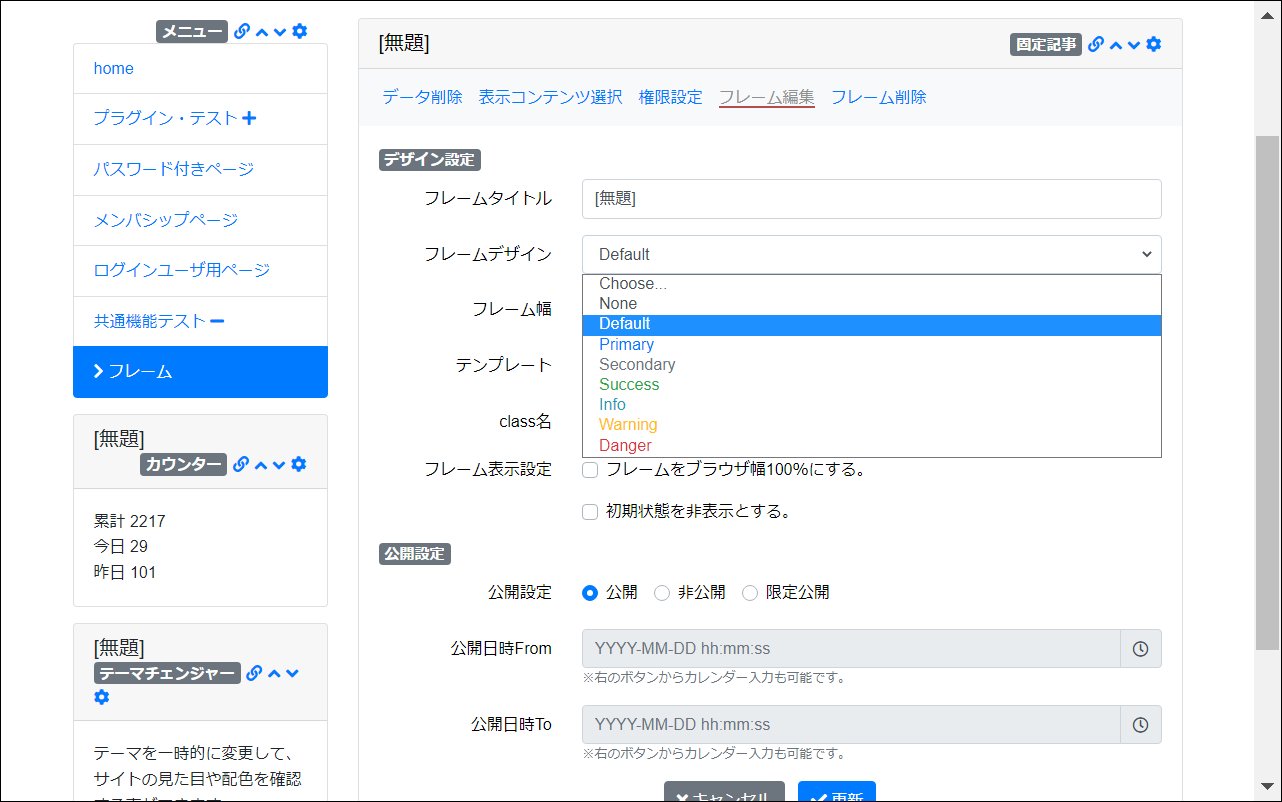 メニュー
home
プラグイン・テスト
パスワード付きページ
メンバシップページ
ログインユーザ用ページ
共通機能テスト
フレーム
[無題]
カウンター
累計 2217
今日 29
昨日 101
[無題]
テーマチェンジャー
テーマを一時的に変更して、
サイトの見た目や配色を確認
[無題]
固定記事
データ削除 表示コンテンツ選択 権限設定 フレーム編集 フレーム削除
デザイン設定
フレームタイトル [無題]
フレームデザイン Default
Choose...
None
フレーム幅
Default
Primary
テンプレート
Secondary
Success
Info
class名
Warning
Danger
フレーム表示設定 フレームをブラウザ幅100%にする。
初期状態を非表示とする。
公開設定
公開設定 公開 非公開 限定公開
公開日時From YYYY-MM-DD hh:mm:ss
※右のボタンからカレンダー入力も可能です。
公開日時To YYYY-MM-DD hh:mm:ss
※右のボタンからカレンダー入力も可能です。
キャンセル 更新